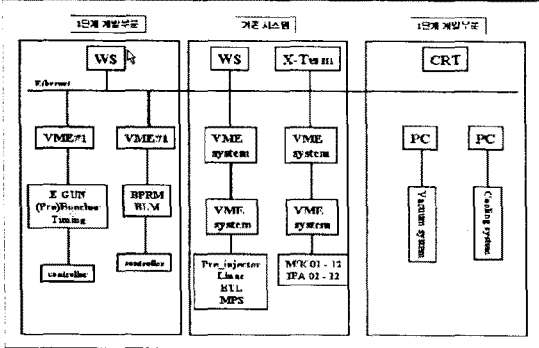 1단계 개발부분
기존 시스템
1단계 개발부분
WS
WS
X-Term
CRT
Ethernet
VME#1
VME#1
VME
system
VME
system
PC
PC
E-GUN
(Pre)Buncher
Timing
BPRM
BLM
VME
system
VME
system
Vacuum system
Cooling system
controller
controller
Pre_injector
Linac
BTL
MPS
MK 01 - 12
IPA 02 - 12